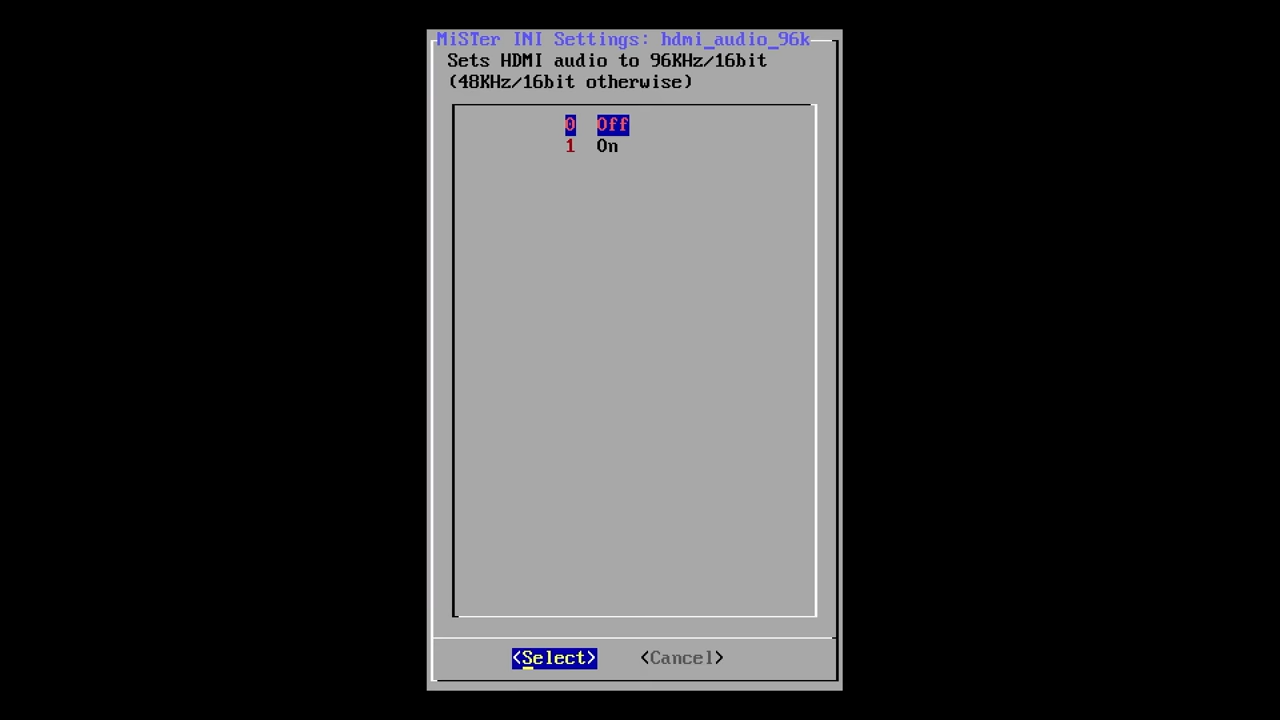 MiSTer INI Settings: hdmi_audio_96k
Sets HDMI audio to 96KHz/16bit
(48KHz/16bit otherwise)
0 Off
1 On
<Select> <Cancel>